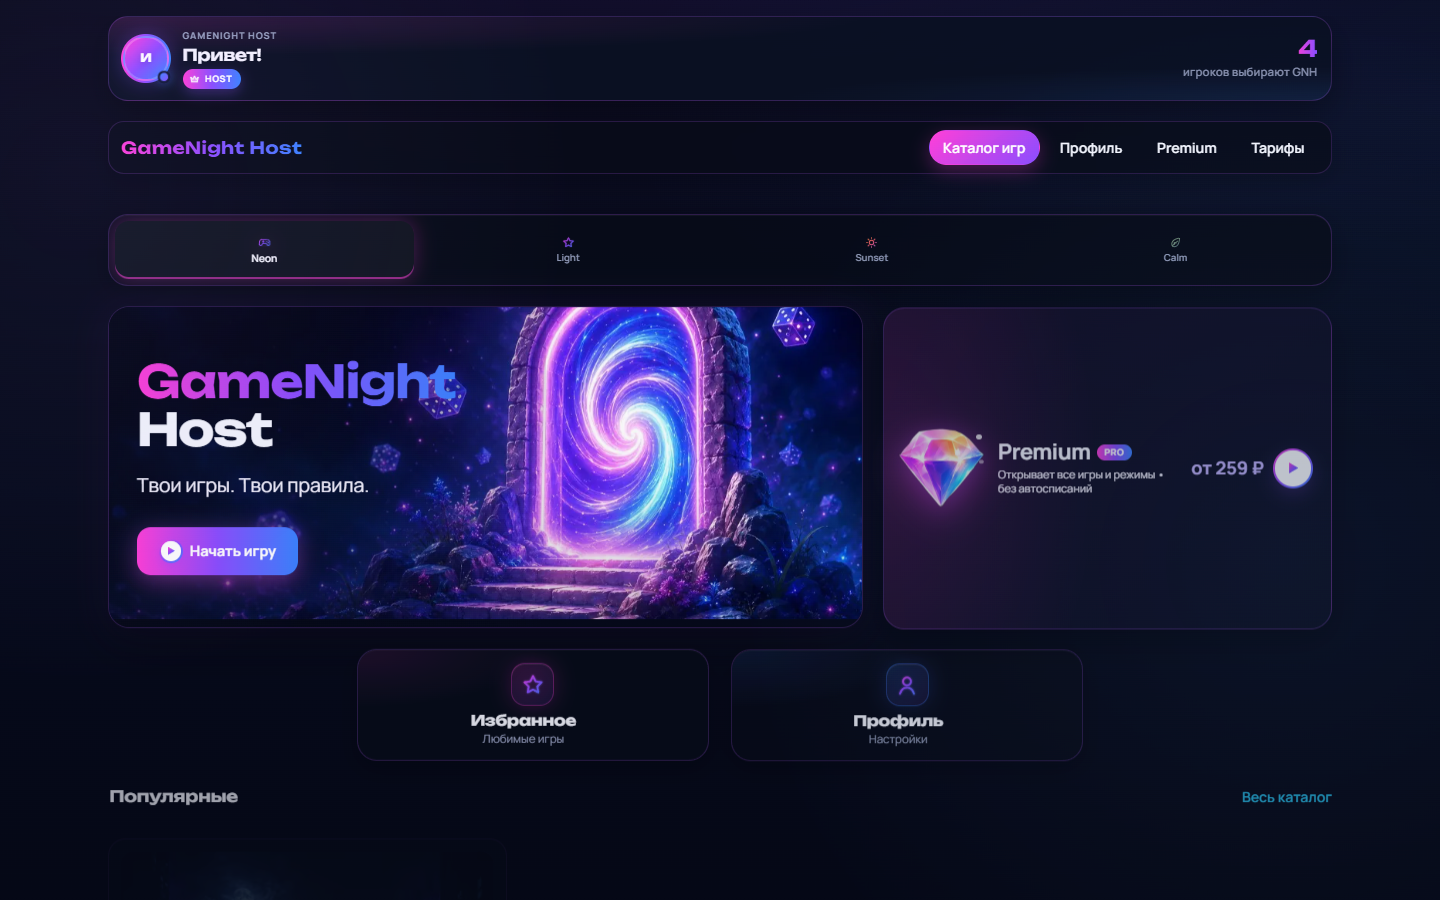 GAMENIGHT HOST
И
Привет!
HOST
4
игроков выбирают GNH
GameNight Host
Каталог игр
Профиль
Premium
Тарифы
Neon
Light
Sunset
Calm
GameNight
Host
Твои игры. Твои правила.
Начать игру
Premium PRO
Открывает все игры и режимы •
без автосписаний
от 259 ₽
Избранное
Любимые игры
Профиль
Настройки
Популярные
Весь каталог